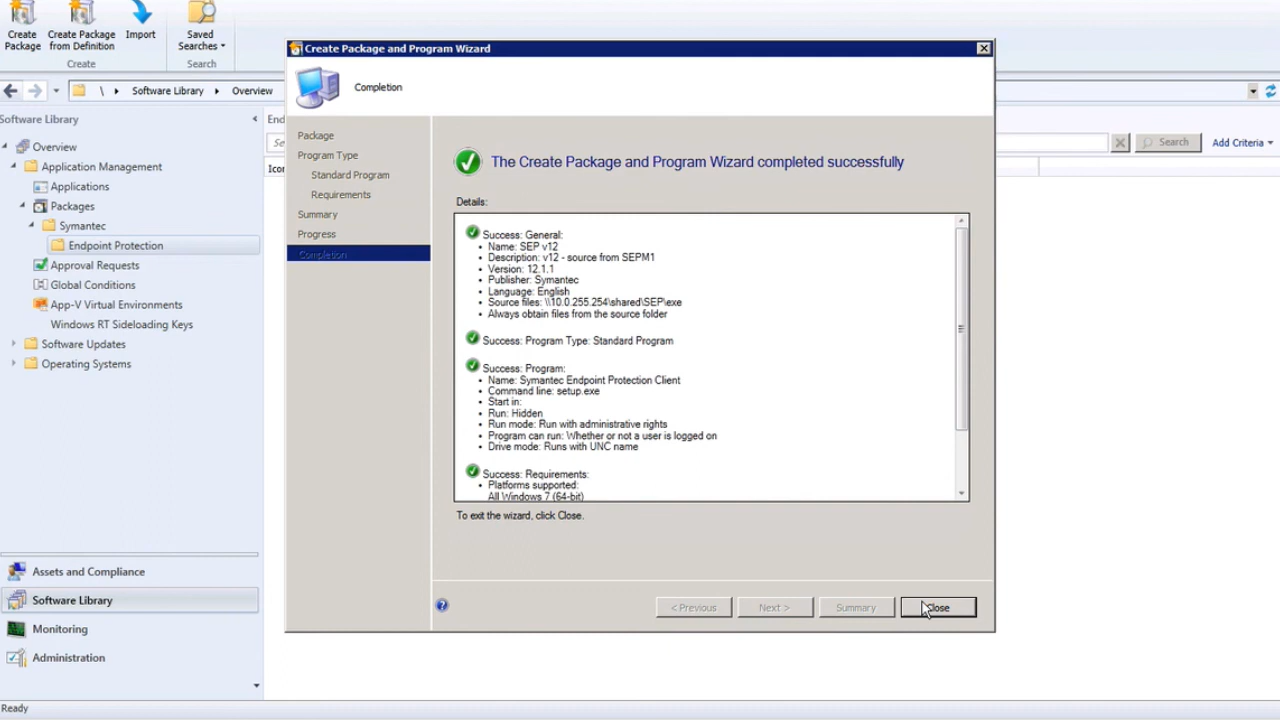 Create
Package
Create Package
from Definition
Import
Saved
Searches
Create
Search
\ Software Library Overview
Software Library
End
Se
Search
Add Criteria
Icor
Overview
Application Management
Applications
Packages
Symantec
Endpoint Protection
Approval Requests
Global Conditions
App-V Virtual Environments
Windows RT Sideloading Keys
Software Updates
Operating Systems
Assets and Compliance
Software Library
Monitoring
Administration
Ready
Create Package and Program Wizard
Completion
Package
Program Type
Standard Program
Requirements
Summary
Progress
Completion
The Create Package and Program Wizard completed successfully
Details:
Success: General:
• Name: SEP v12
• Description: v12 - source from SEPM1
• Version: 12.1.1
• Publisher: Symantec
• Language: English
• Source files: \\10.0.255.254\shared\SEP\exe
• Always obtain files from the source folder
Success: Program Type: Standard Program
Success: Program:
• Name: Symantec Endpoint Protection Client
• Command line: setup.exe
• Start in:
• Run: Hidden
• Run mode: Run with administrative rights
• Program can run: Whether or not a user is logged on
• Drive mode: Runs with UNC name
Success: Requirements:
• Platforms supported:
All Windows 7 (64-bit)
To exit the wizard, click Close.
< Previous
Next >
Summary
Close